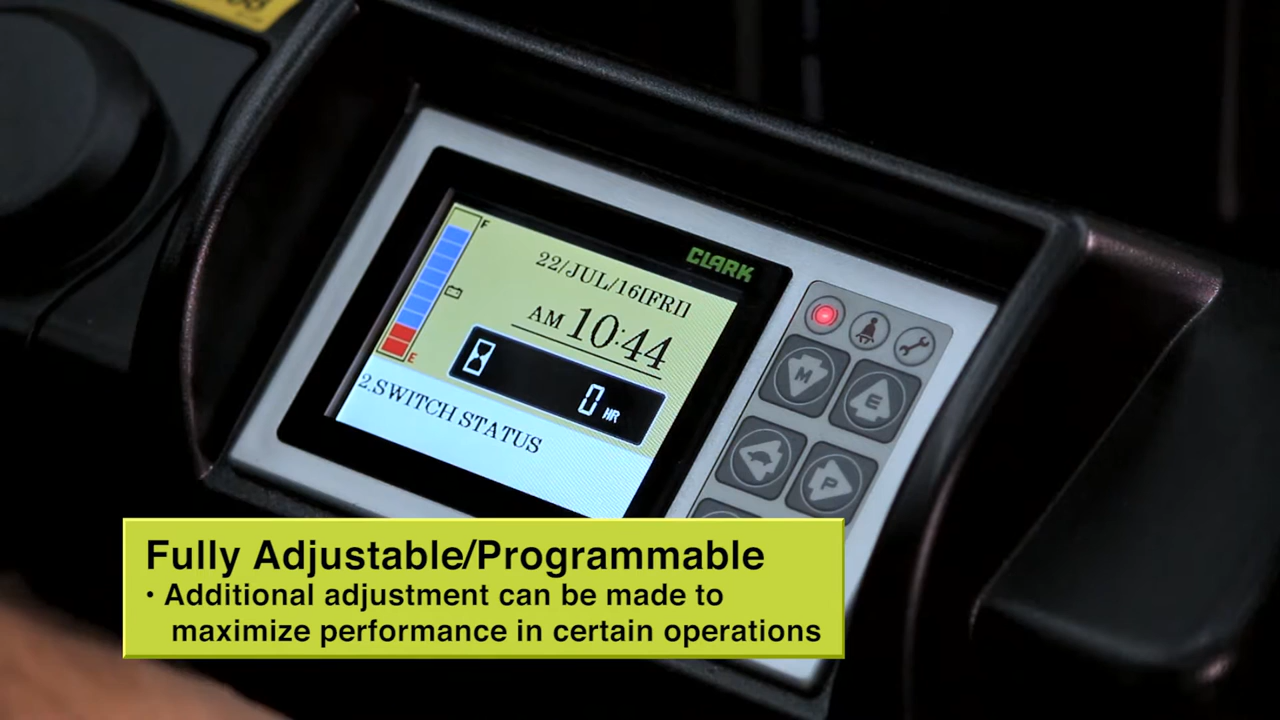 F
CLARK
22/JUL/16[FRI]
AM 10:44
E
0 HR
2.SWITCH STATUS
M
E
P
Fully Adjustable/Programmable
• Additional adjustment can be made to
maximize performance in certain operations